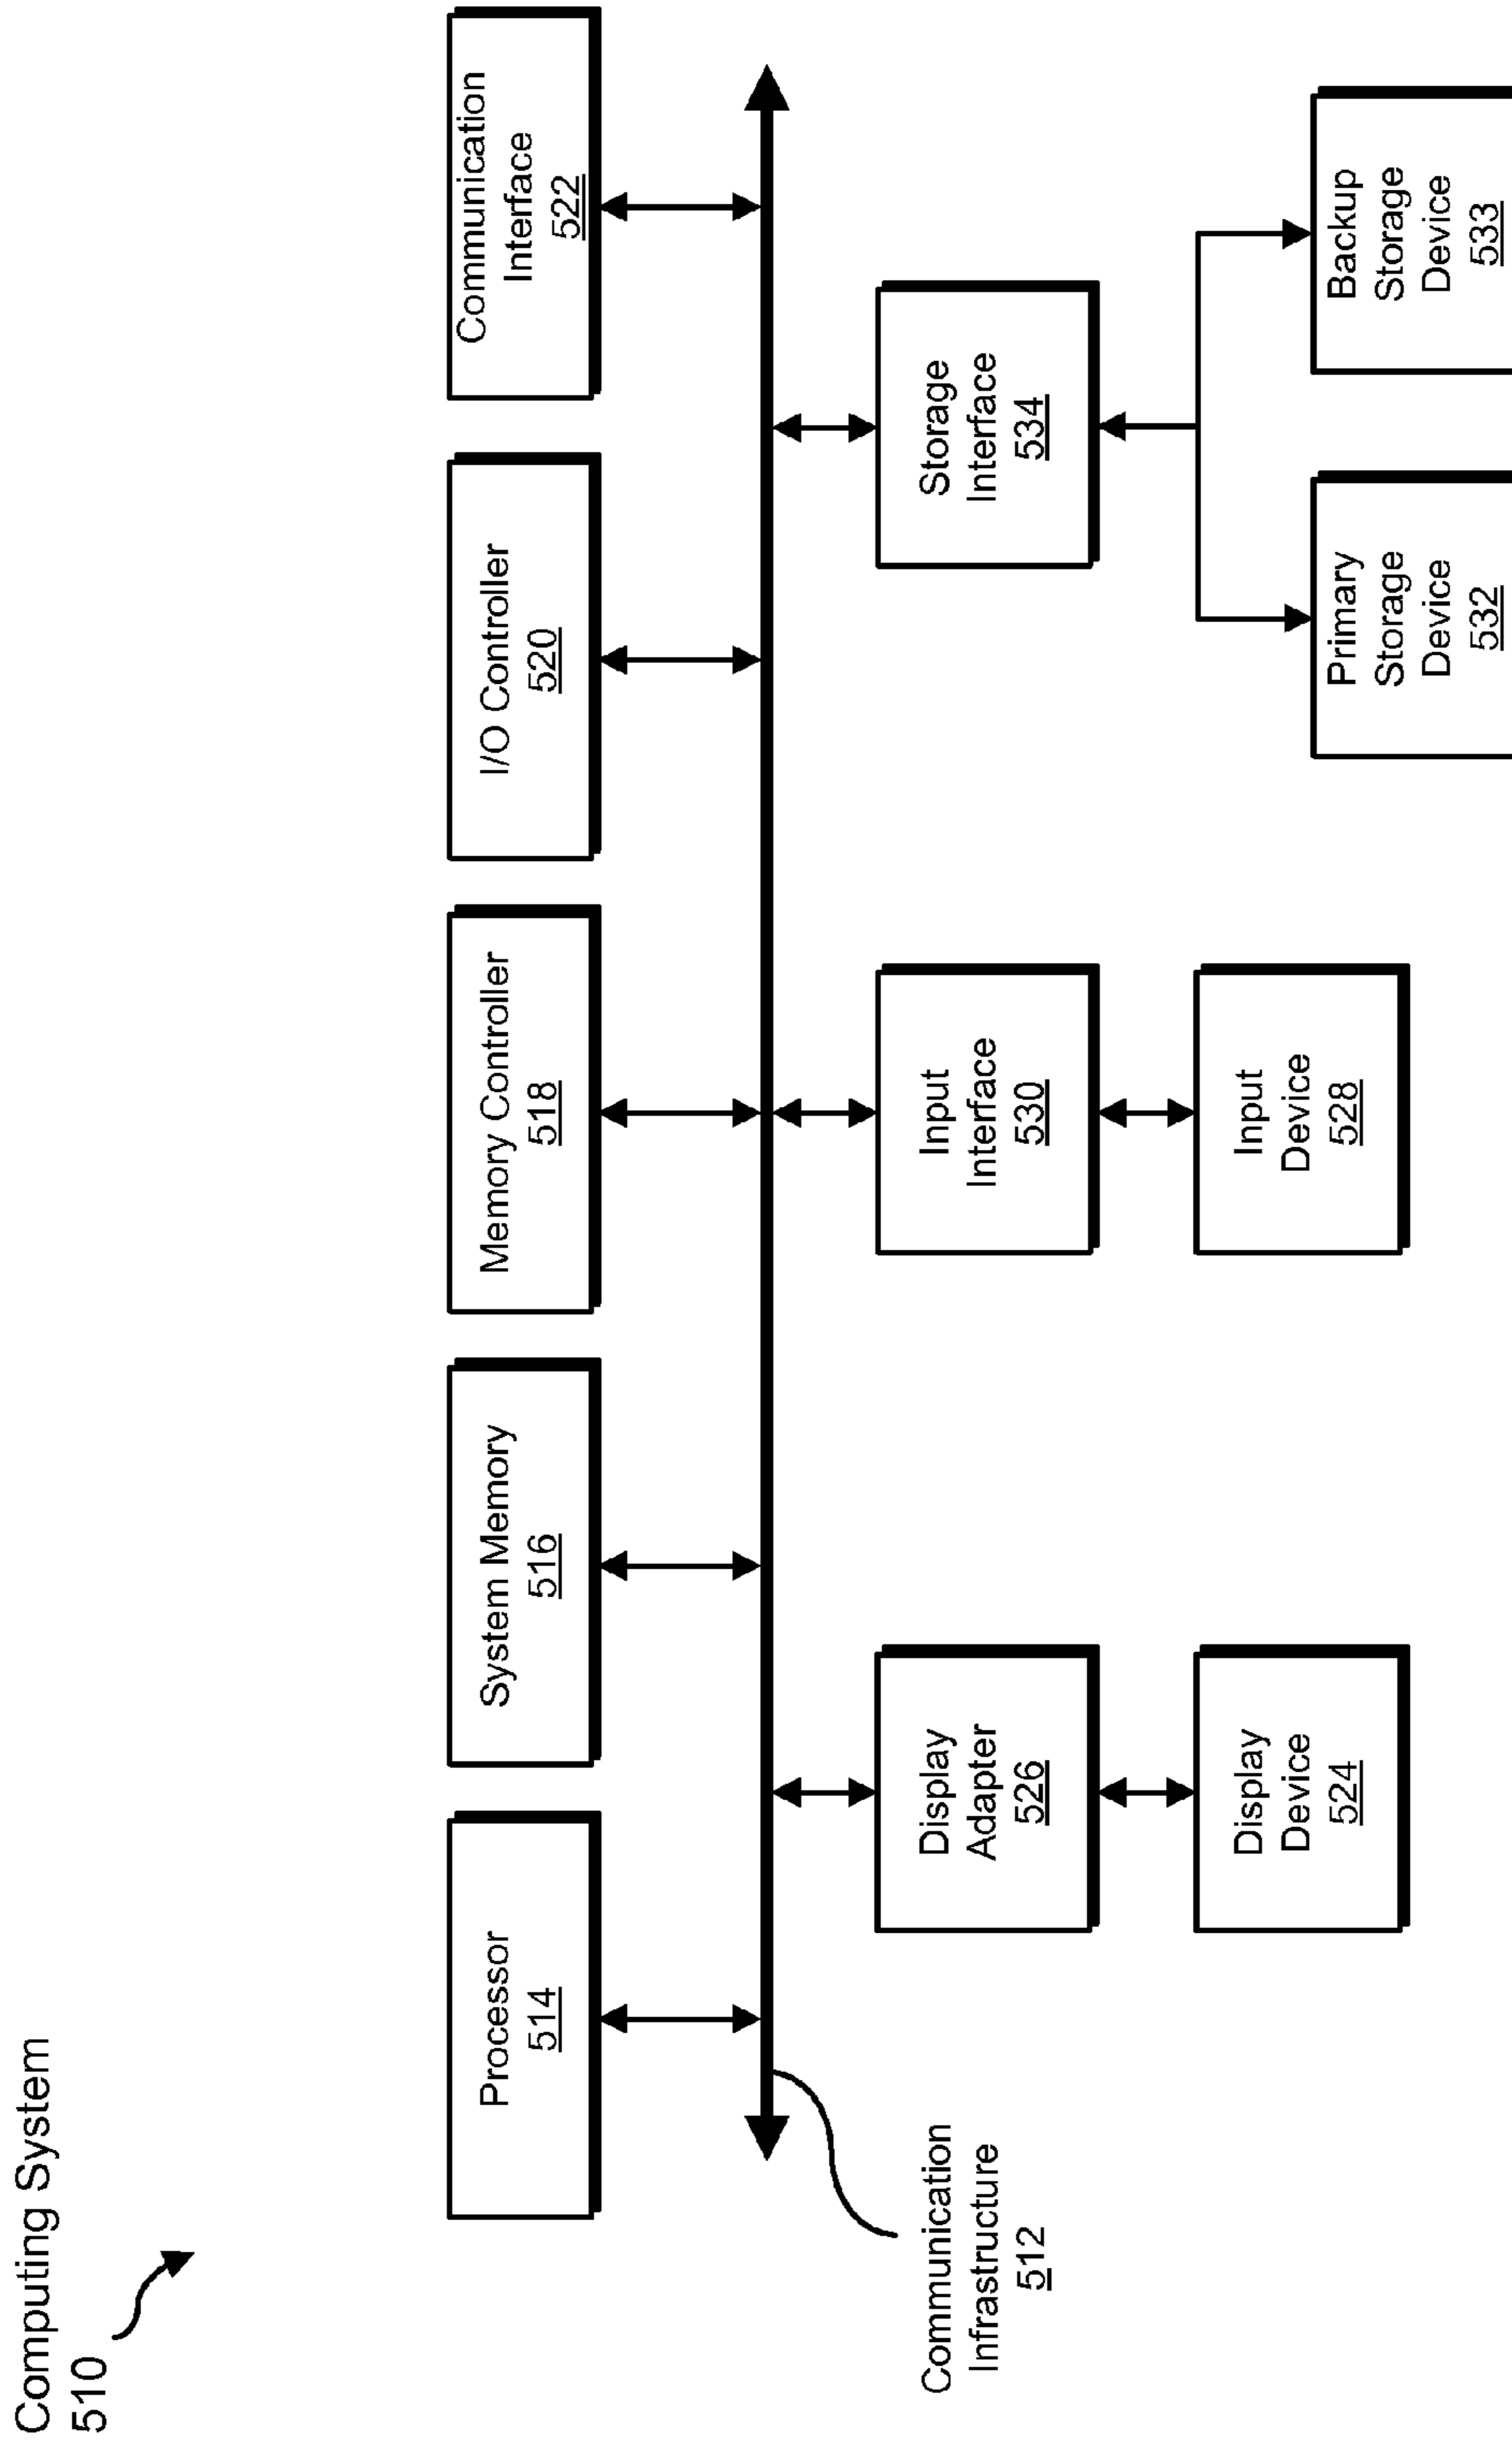 Computing System
510
Processor
514
System Memory
516
Memory Controller
518
I/O Controller
520
Communication
Interface
522
Communication
Infrastructure
512
Display
Adapter
526
Input
Interface
530
Storage
Interface
534
Display
Device
524
Input
Device
528
Primary
Storage
Device
532
Backup
Storage
Device
533